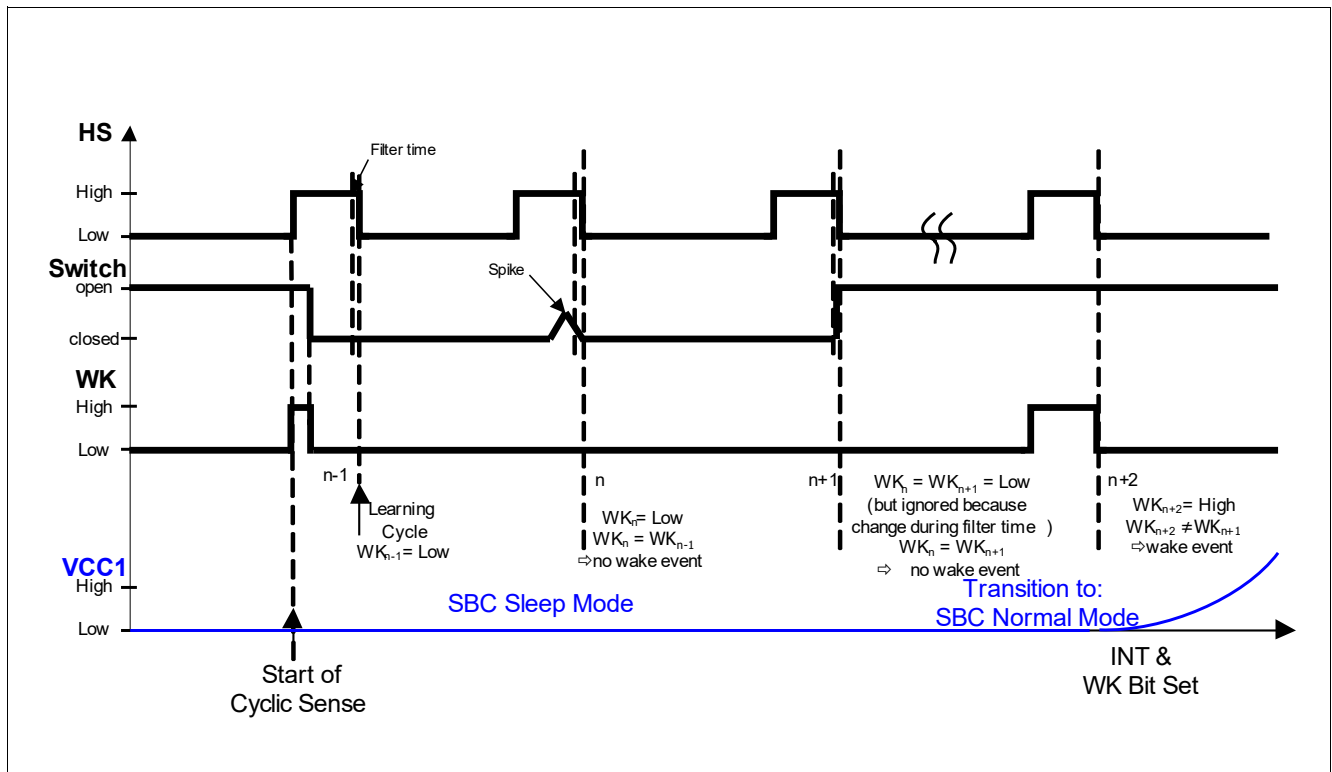 HS
Filter time
High
Low
Switch
open
Spike
closed
WK
High
Low
n-1
Learning
Cycle
WKn-1 = Low
n
WKn = Low
WKn = WKn-1
⇨no wake event
n+1
WKn = WKn+1 = Low
(but ignored because
change during filter time )
WKn = WKn+1
⇨ no wake event
n+2
WKn+2 = High
WKn+2 ≠ WKn+1
⇨wake event
VCC1
High
Low
SBC Sleep Mode
Transition to:
SBC Normal Mode
Start of
Cyclic Sense
INT &
WK Bit Set